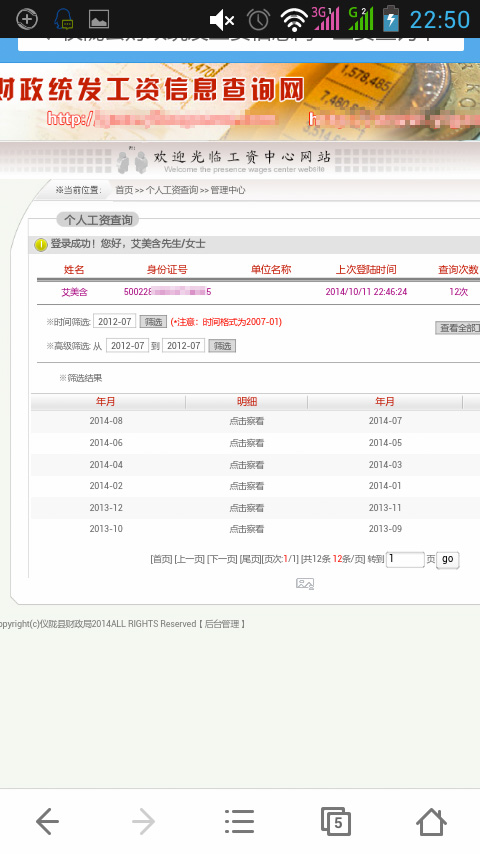 3G 1 G 2 22:50
财政统发工资信息查询网
http:// h
欢迎光临工资中心网站
Welcome the presence wages center website
※当前位置: 首页 >> 个人工资查询 >> 管理中心
个人工资查询
登录成功！您好，艾美含先生/女士
姓名 身份证号 单位名称 上次登陆时间 查询次数
艾美含 500228 5 2014/10/11 22:46:24 12次
※时间筛选: 2012-07 筛选 (*注意：时间格式为2007-01)
查看全部工
※高级筛选: 从 2012-07 到 2012-07 筛选
※筛选结果
年月 明细 年月
2014-08 点击察看 2014-07
2014-06 点击察看 2014-05
2014-04 点击察看 2014-03
2014-02 点击察看 2014-01
2013-12 点击察看 2013-11
2013-10 点击察看 2013-09
[首页] [上一页] [下一页] [尾页][页次:1/1] [共12条 12条/页] 转到 1 页 go
opyright(c)仪陇县财政局2014ALL RIGHTS Reserved【 后台管理 】
5